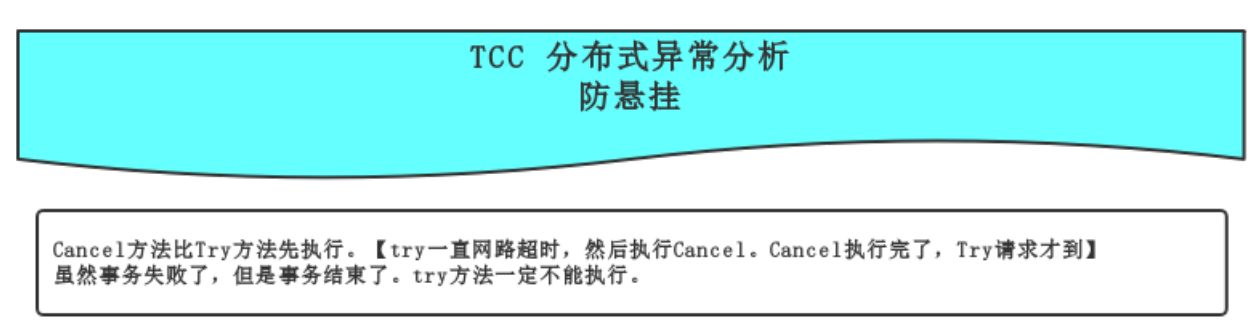 TCC 分布式异常分析
防悬挂
Cancel方法比Try方法先执行。【try一直网路超时，然后执行Cancel。Cancel执行完了，Try请求才到】
虽然事务失败了，但是事务结束了。try方法一定不能执行。